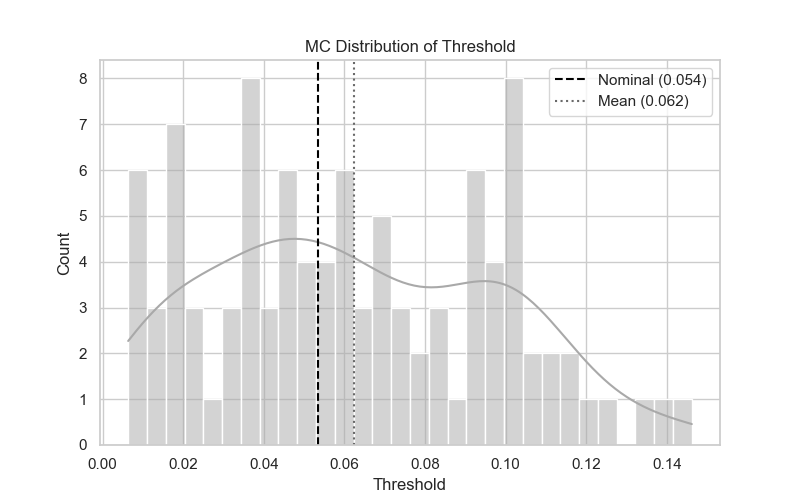 MC Distribution of Threshold
Nominal (0.054)
Mean (0.062)
Count
8
7
6
5
4
3
2
1
0
0.00 0.02 0.04 0.06 0.08 0.10 0.12 0.14
Threshold